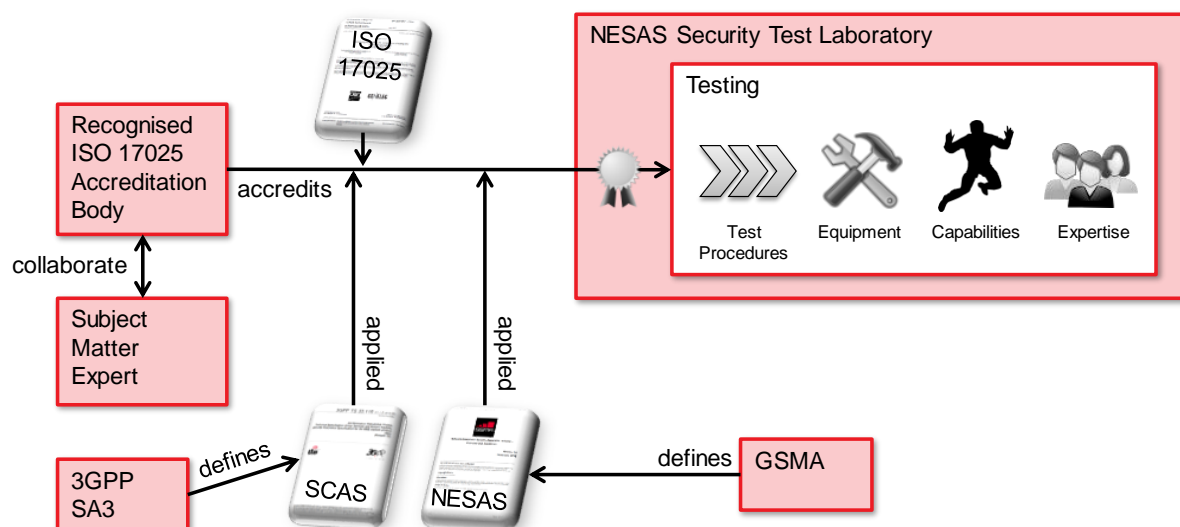 ISO
17025
NESAS Security Test Laboratory
Testing
Recognised
ISO 17025
Accreditation
Body
accredits
Test
Procedures
Equipment
Capabilities
Expertise
collaborate
Subject
Matter
Expert
applied
applied
3GPP
SA3
defines
SCAS
NESAS
defines
GSMA